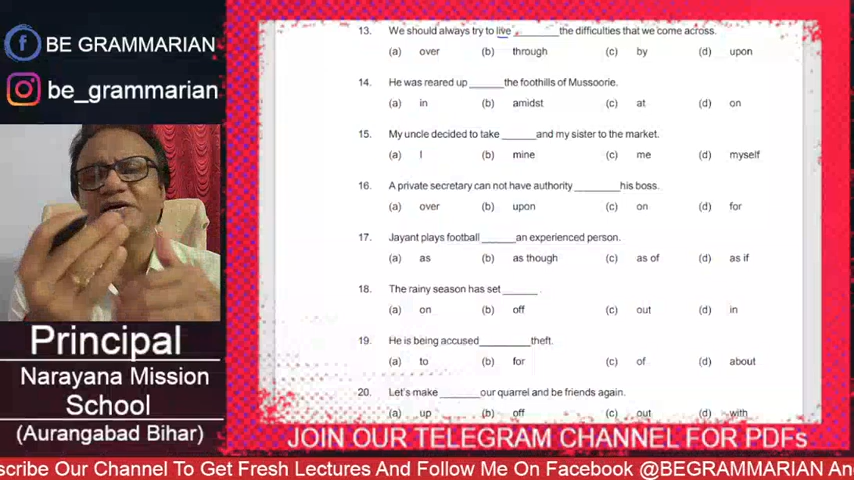 BE GRAMMARIAN
be_grammarian
Principal
Narayana Mission
School
(Aurangabad Bihar)
13. We should always try to live ________ the difficulties that we come across.
(a) over (b) through (c) by (d) upon
14. He was reared up ______ the foothills of Mussoorie.
(a) in (b) amidst (c) at (d) on
15. My uncle decided to take ______ and my sister to the market.
(a) I (b) mine (c) me (d) myself
16. A private secretary can not have authority ________ his boss.
(a) over (b) upon (c) on (d) for
17. Jayant plays football ______ an experienced person.
(a) as (b) as though (c) as of (d) as if
18. The rainy season has set ______ .
(a) on (b) off (c) out (d) in
19. He is being accused_________ theft.
(a) to (b) for (c) of (d) about
20. Let's make _______ our quarrel and be friends again.
(a) up (b) off (c) out (d) with
JOIN OUR TELEGRAM CHANNEL FOR PDFs
scribe Our Channel To Get Fresh Lectures And Follow Me On Facebook @BEGRAMMARIAN An